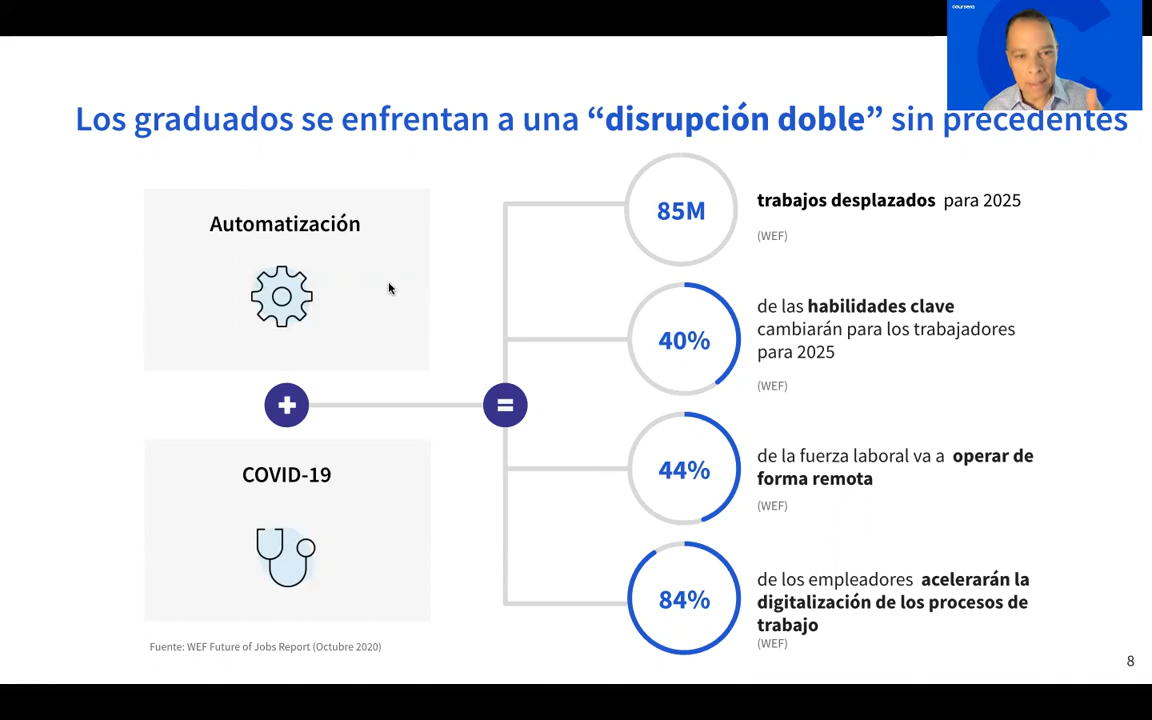 coursera
Los graduados se enfrentan a una “disrupción doble” sin precedentes
Automatización
COVID-19
Fuente: WEF Future of Jobs Report (Octubre 2020)
85M
trabajos desplazados para 2025
(WEF)
40%
de las habilidades clave
cambiarán para los trabajadores
para 2025
(WEF)
44%
de la fuerza laboral va a operar de
forma remota
(WEF)
84%
de los empleadores acelerarán la
digitalización de los procesos de
trabajo
(WEF)
8